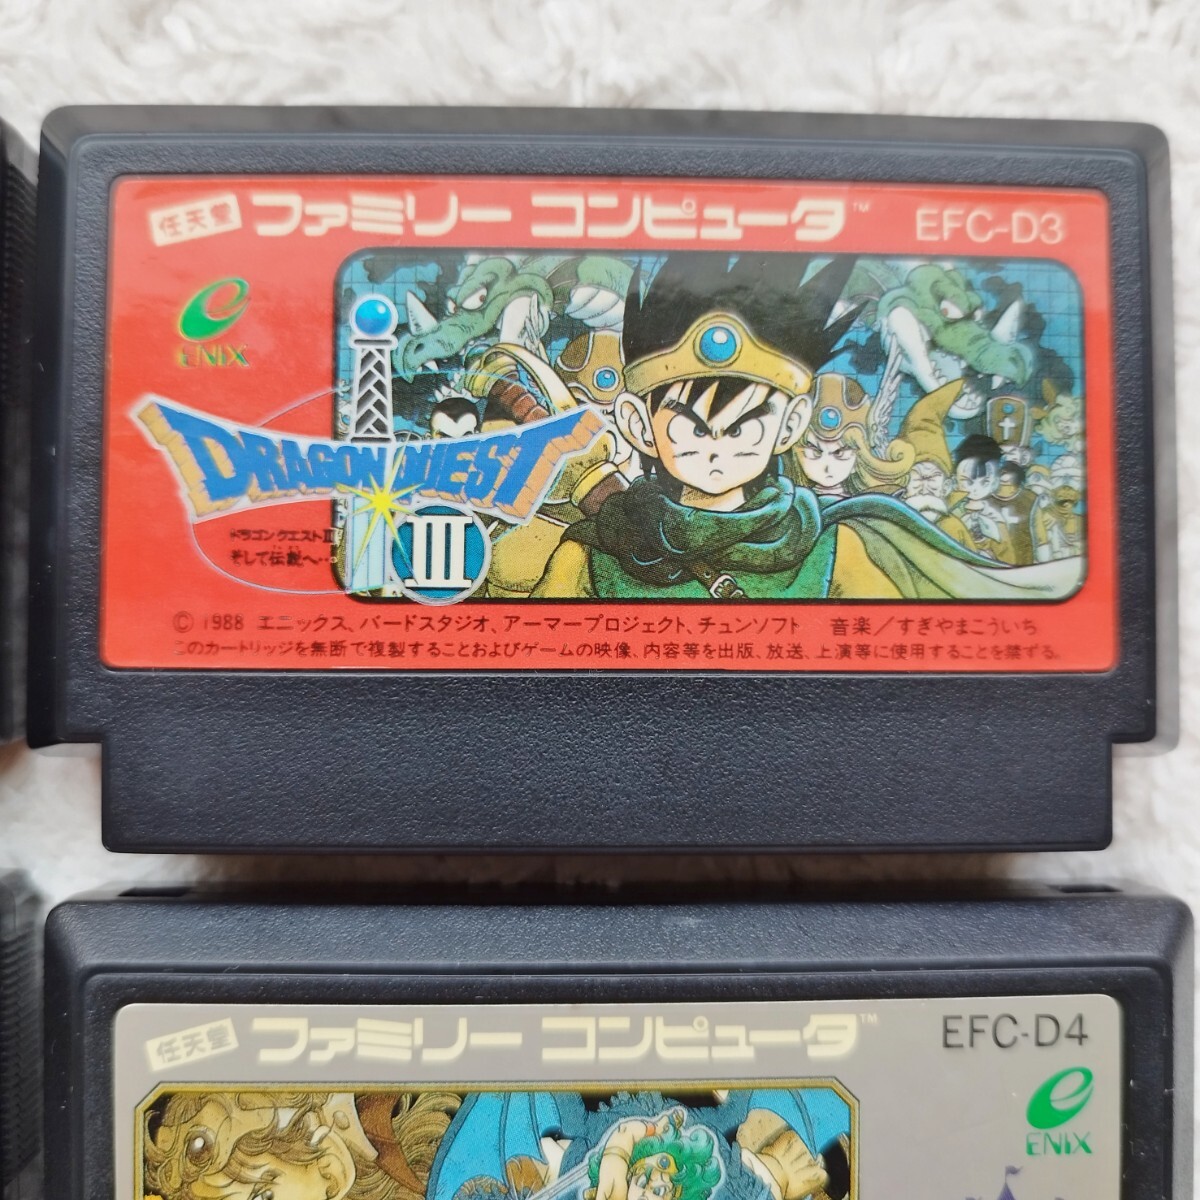 任天堂 ファミリー コンピュータ™ EFC-D3
ENIX
DRAGON QUEST
III
ドラゴンクエストIII
そして伝説へ…
© 1988 エニックス、バードスタジオ、アーマープロジェクト、チュンソフト 音楽／すぎやまこういち
このカートリッジを無断で複製することおよびゲームの映像、内容等を出版、放送、上演等に使用することを禁ずる。
任天堂 ファミリー コンピュータ™ EFC-D4
ENIX